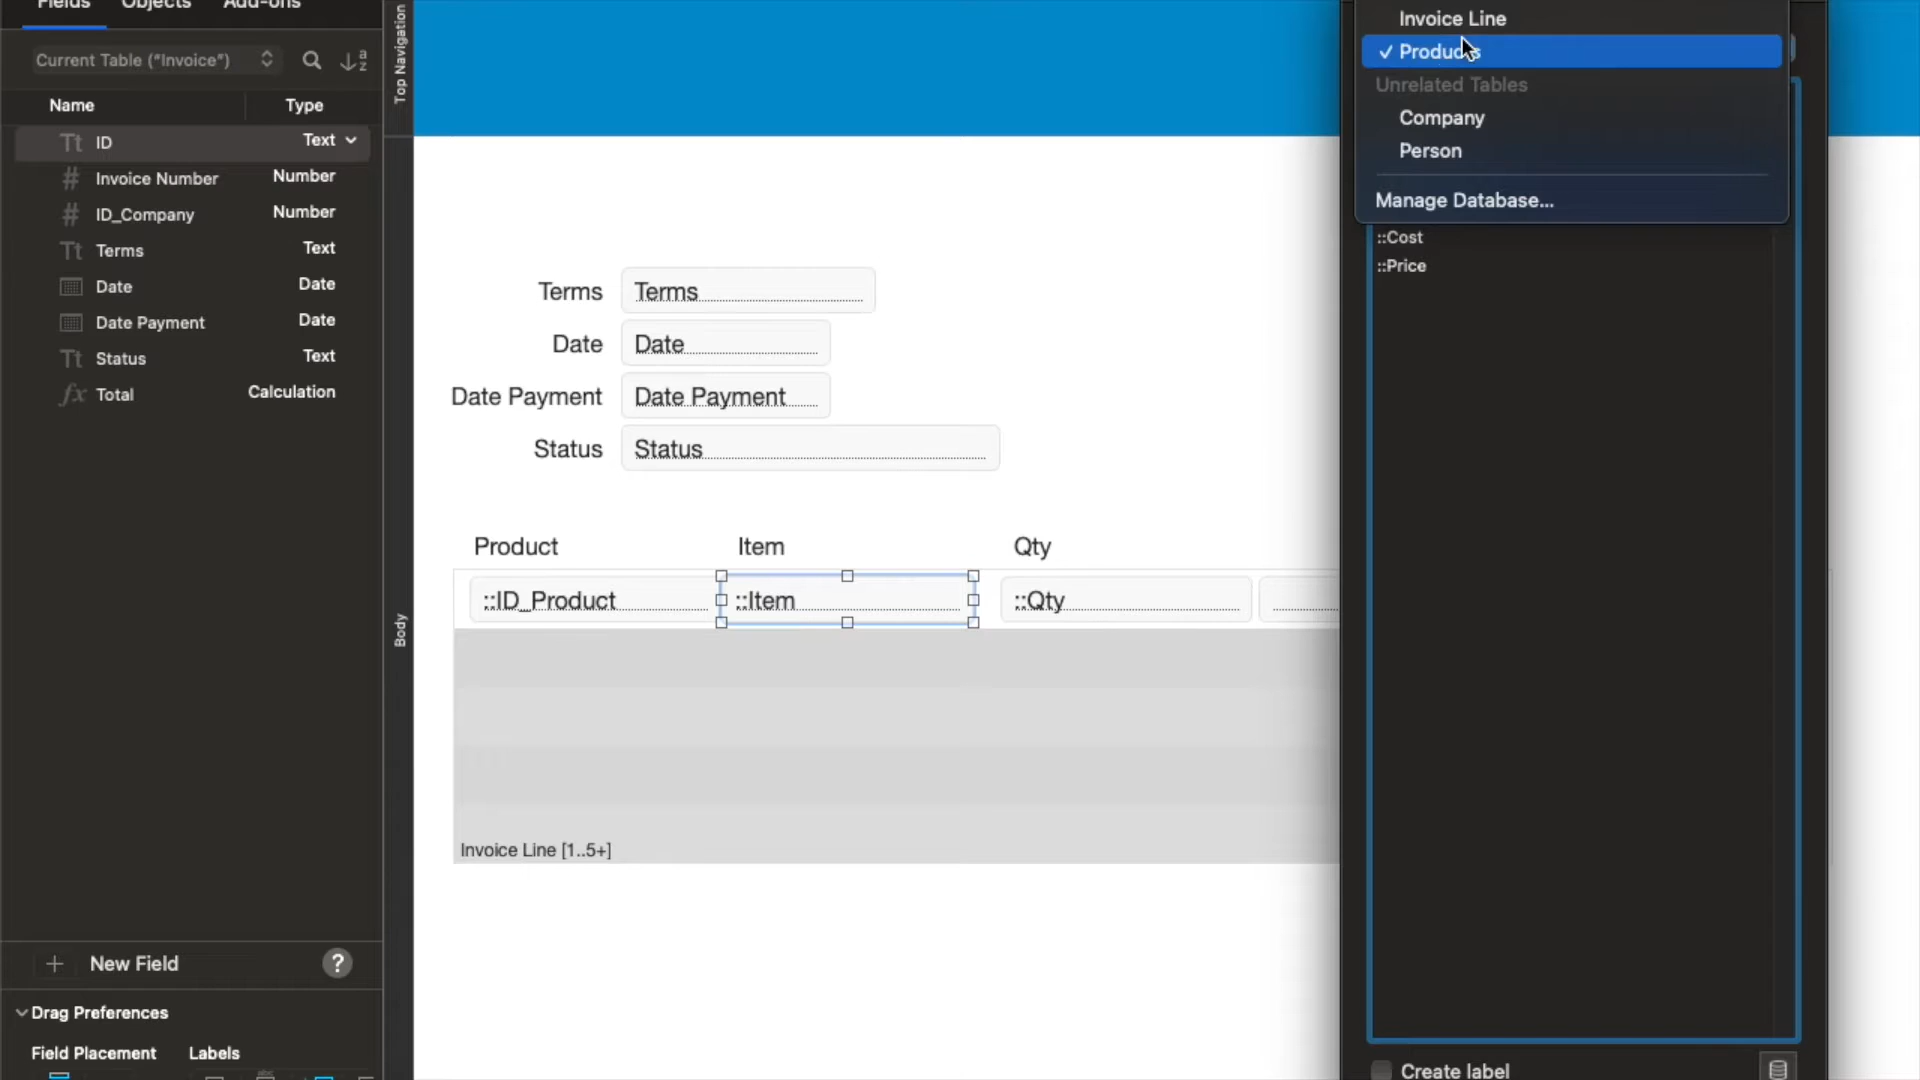 Fields
Objects
Add-ons
Current Table ("Invoice")
Name
Type
ID
Text
Invoice Number
Number
ID_Company
Number
Terms
Text
Date
Date
Date Payment
Date
Status
Text
Total
Calculation
New Field
?
Drag Preferences
Field Placement
Labels
Top Navigation
Body
Terms
Terms
Date
Date
Date Payment
Date Payment
Status
Status
Product
Item
Qty
::ID_Product
::Item
::Qty
Invoice Line [1..5+]
Invoice Line
Products
Unrelated Tables
Company
Person
Manage Database...
::Cost
::Price
Create label